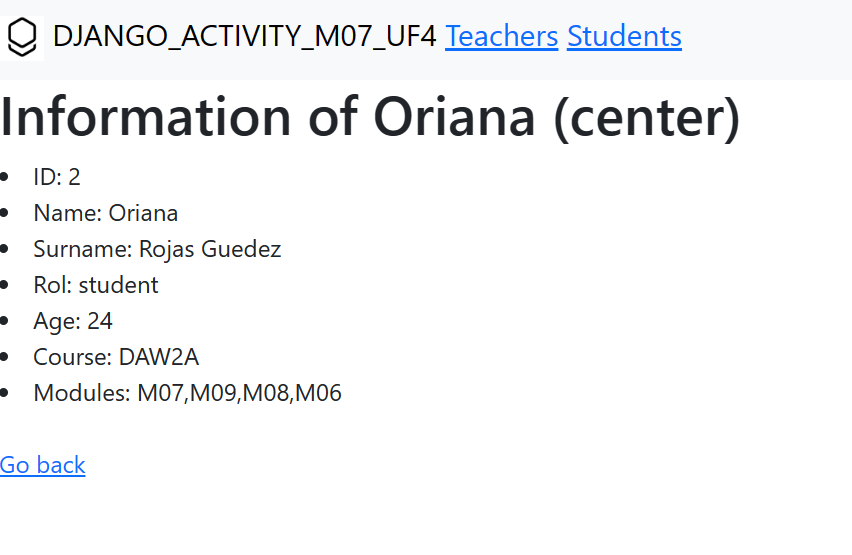 DJANGO_ACTIVITY_M07_UF4 Teachers Students
Information of Oriana (center)
ID: 2
Name: Oriana
Surname: Rojas Guedez
Rol: student
Age: 24
Course: DAW2A
Modules: M07,M09,M08,M06
Go back